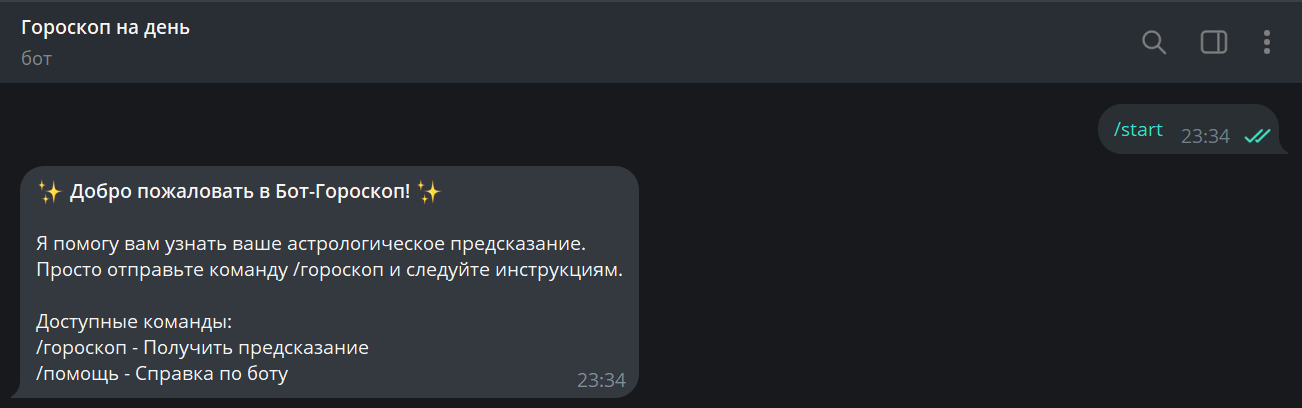 Гороскоп на день
бот
/start 23:34
✨ Добро пожаловать в Бот-Гороскоп! ✨
Я помогу вам узнать ваше астрологическое предсказание.
Просто отправьте команду /гороскоп и следуйте инструкциям.
Доступные команды:
/гороскоп - Получить предсказание
/помощь - Справка по боту
23:34